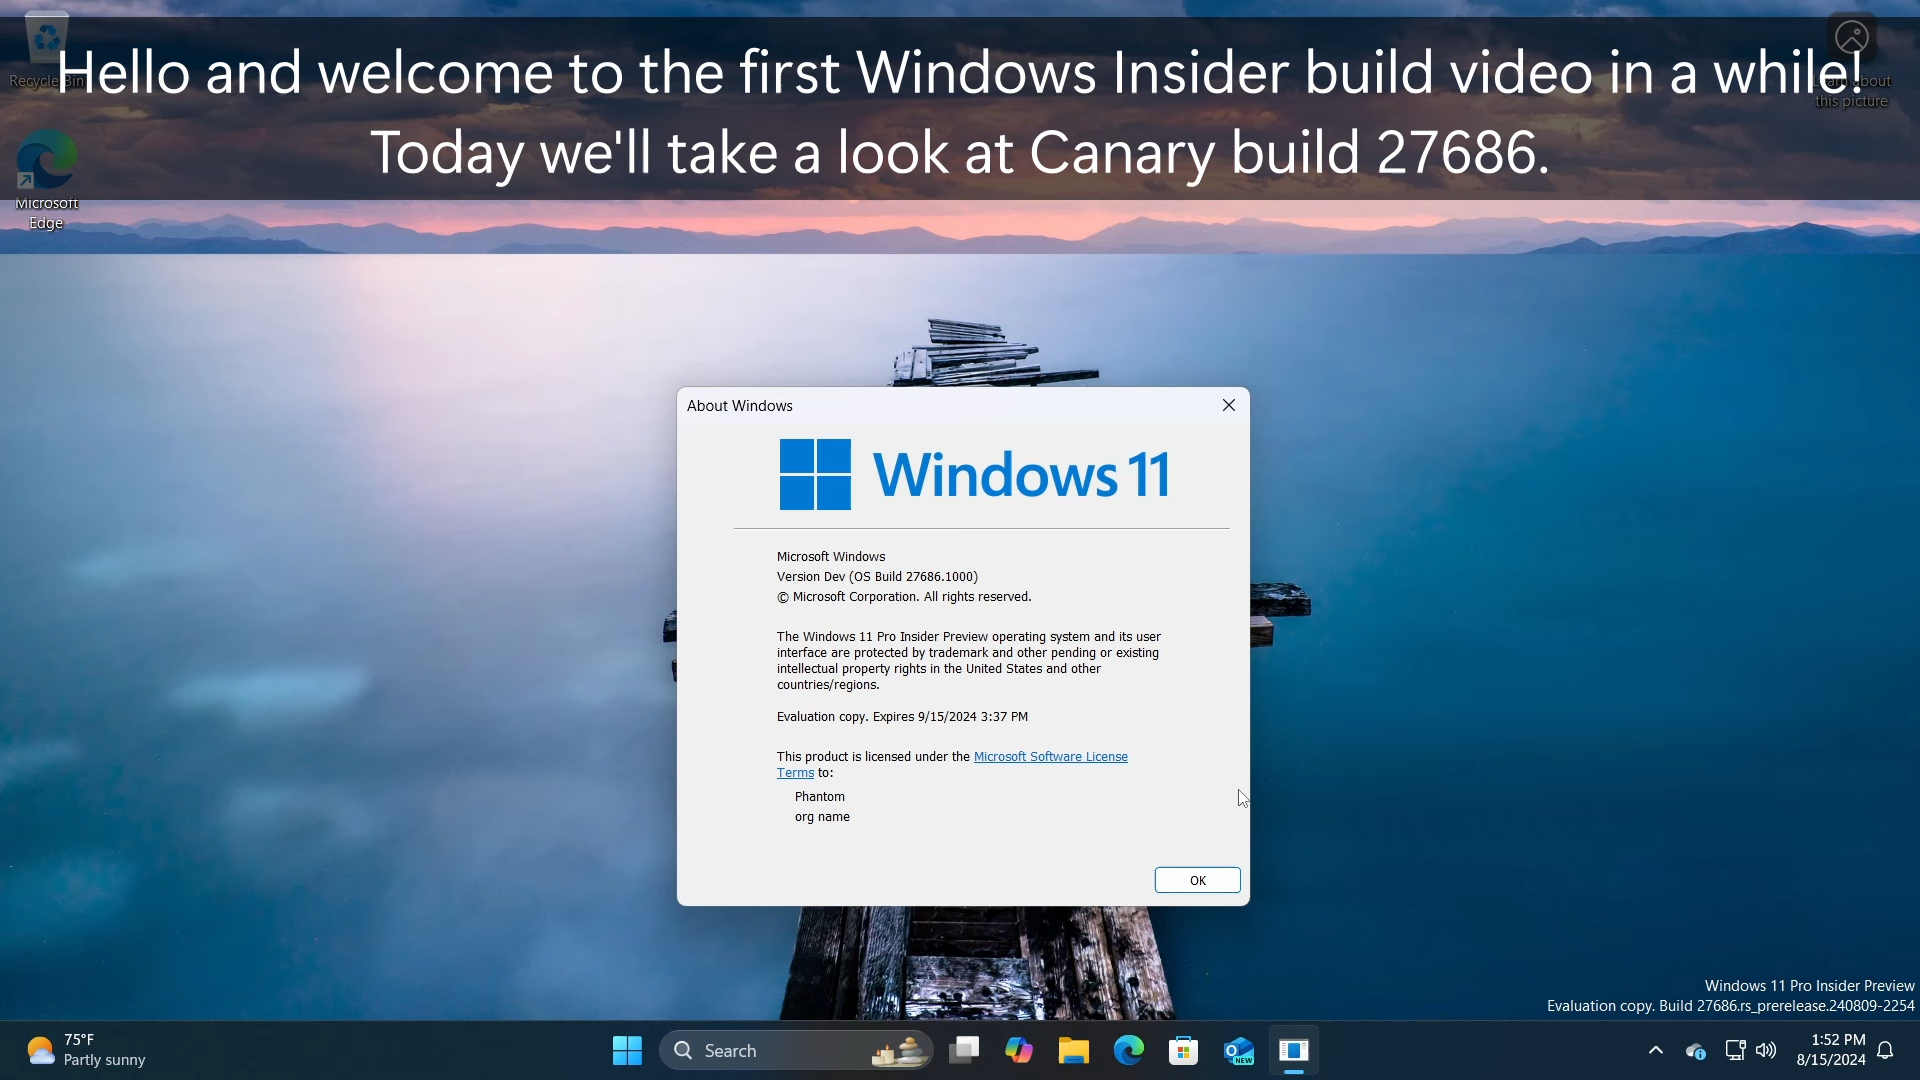 Hello and welcome to the first Windows Insider build video in a while!
Today we'll take a look at Canary build 27686.
Recycle Bin
Learn about
this picture
Microsoft
Edge
About Windows
Windows 11
Microsoft Windows
Version Dev (OS Build 27686.1000)
© Microsoft Corporation. All rights reserved.
The Windows 11 Pro Insider Preview operating system and its user
interface are protected by trademark and other pending or existing
intellectual property rights in the United States and other
countries/regions.
Evaluation copy. Expires 9/15/2024 3:37 PM
This product is licensed under the Microsoft Software License
Terms to:
Phantom
org name
OK
Windows 11 Pro Insider Preview
Evaluation copy. Build 27686.rs_prerelease.240809-2254
75°F
Partly sunny
Search
NEW
1:52 PM
8/15/2024